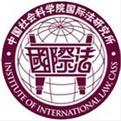 中国社会科学院国际法研究所
國際法
INSTITUTE OF INTERNATIONAL LAW CASS